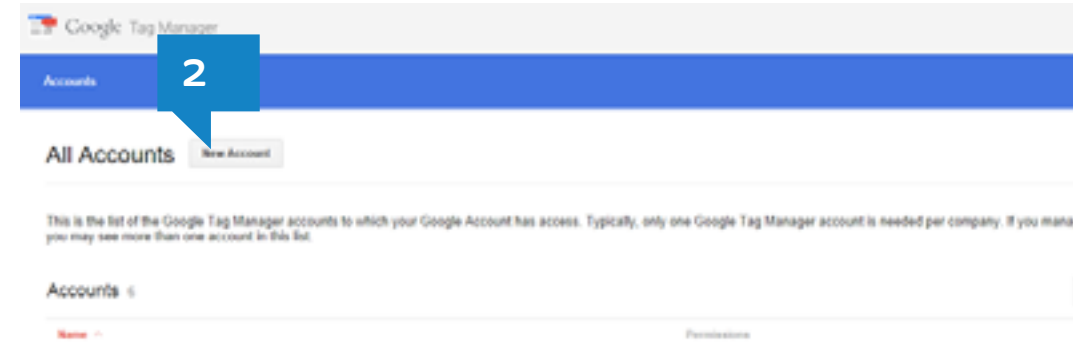 Google Tag Manager
2
Accounts
All Accounts New Account
This is the list of the Google Tag Manager accounts to which your Google Account has access. Typically, only one Google Tag Manager account is needed per company. If you mana
you may see more than one account in this list.
Accounts 6
Name
Permissions